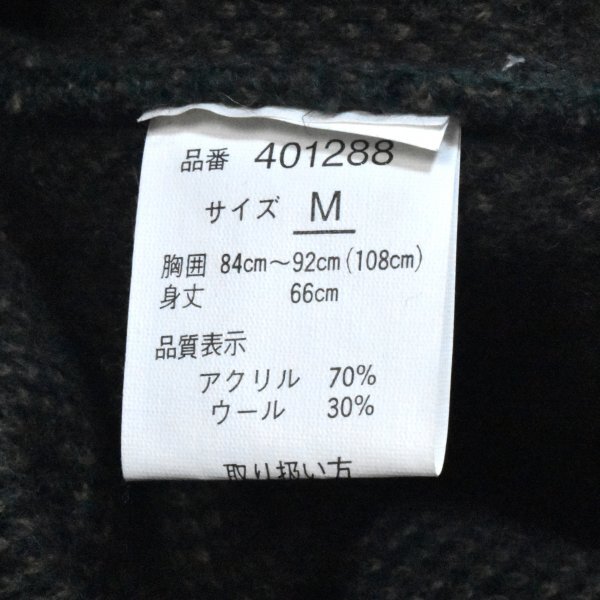 品番 401288
サイズ M
胸囲 84cm～92cm(108cm)
身丈 66cm
品質表示
アクリル 70%
ウール 30%
取り扱い方